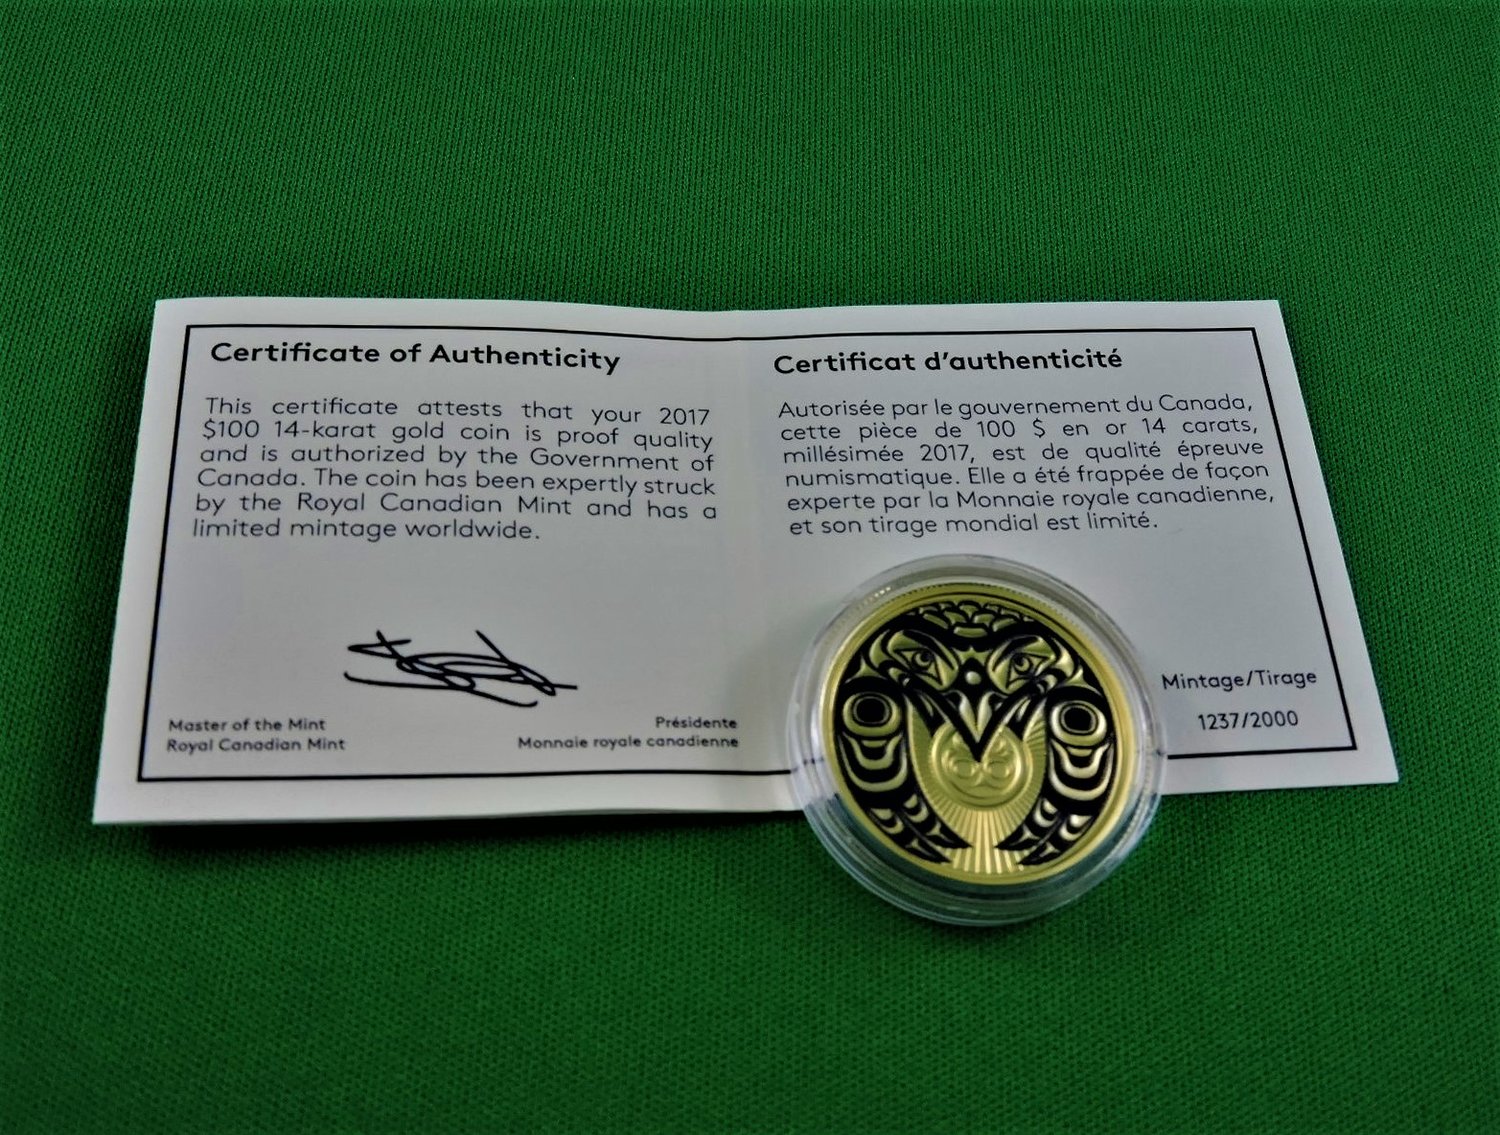 Certificate of Authenticity
This certificate attests that your 2017
$100 14-karat gold coin is proof quality
and is authorized by the Government of
Canada. The coin has been expertly struck
by the Royal Canadian Mint and has a
limited mintage worldwide.
Master of the Mint
Royal Canadian Mint
Présidente
Monnaie royale canadienne
Certificat d'authenticité
Autorisée par le gouvernement du Canada,
cette pièce de 100 $ en or 14 carats,
millésimée 2017, est de qualité épreuve
numismatique. Elle a été frappée de façon
experte par la Monnaie royale canadienne,
et son tirage mondial est limité.
Mintage/Tirage
1237/2000